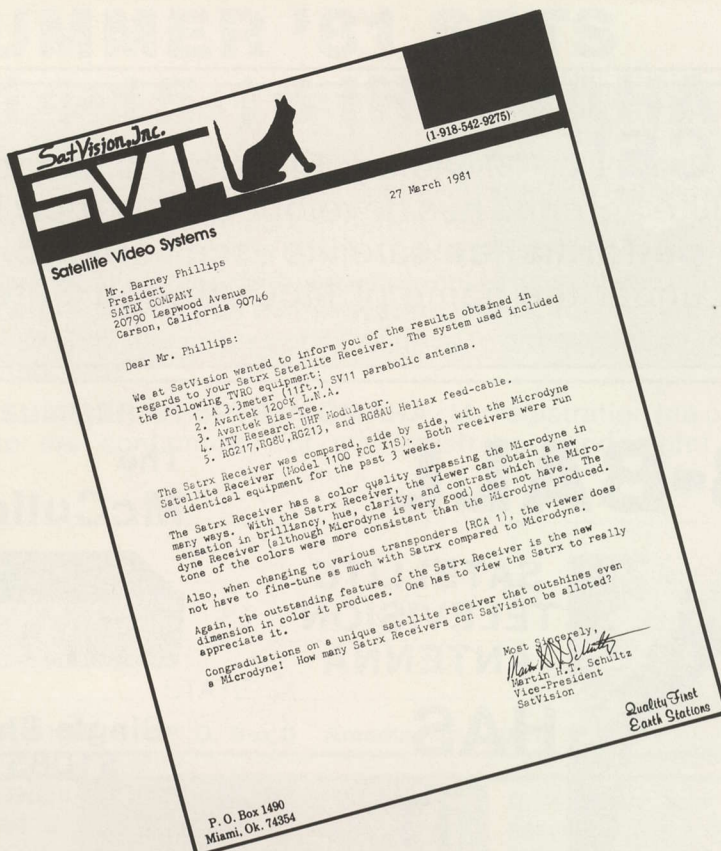 SatVision, Inc.
SVI
(1-918-542-9275)
Satellite Video Systems
27 March 1981
Mr. Barney Phillips
President
SATRX COMPANY
20790 Leapwood Avenue
Carson, California 90746
Dear Mr. Phillips:
We at SatVision wanted to inform you of the results obtained in
regards to your Satrx Satellite Receiver. The system used included
the following TVRO equipment:
1. A 3.3meter (11ft.) SV11 parabolic antenna.
2. Avantek 120°K L.N.A.
3. Avantek Bias-Tee.
4. ATV Research UHF Modulator.
5. RG217,RG8U,RG213, and RG8AU Heliax feed-cable.
The Satrx Receiver was compared, side by side, with the Microdyne
Satellite Receiver (Model 1100 FCC X1S). Both receivers were run
on identical equipment for the past 3 weeks.
The Satrx Receiver has a color quality surpassing the Microdyne in
many ways. With the Satrx Receiver, the viewer can obtain a new
sensation in brilliancy, hue, clarity, and contrast which the Micro-
dyne Receiver (although Microdyne is very good) does not have. The
tone of the colors were more consistant than the Microdyne produced.
Also, when changing to various transponders (RCA 1), the viewer does
not have to fine-tune as much with Satrx compared to Microdyne.
Again, the outstanding feature of the Satrx Receiver is the new
dimension in color it produces. One has to view the Satrx to really
appreciate it.
Congradulations on a unique satellite receiver that outshines even
a Microdyne! How many Satrx Receivers can SatVision be alloted?
Most Sincerely,
Martin H.I. Schultz
Vice-President
SatVision
Quality First
Earth Stations
P. O. Box 1490
Miami, Ok. 74354